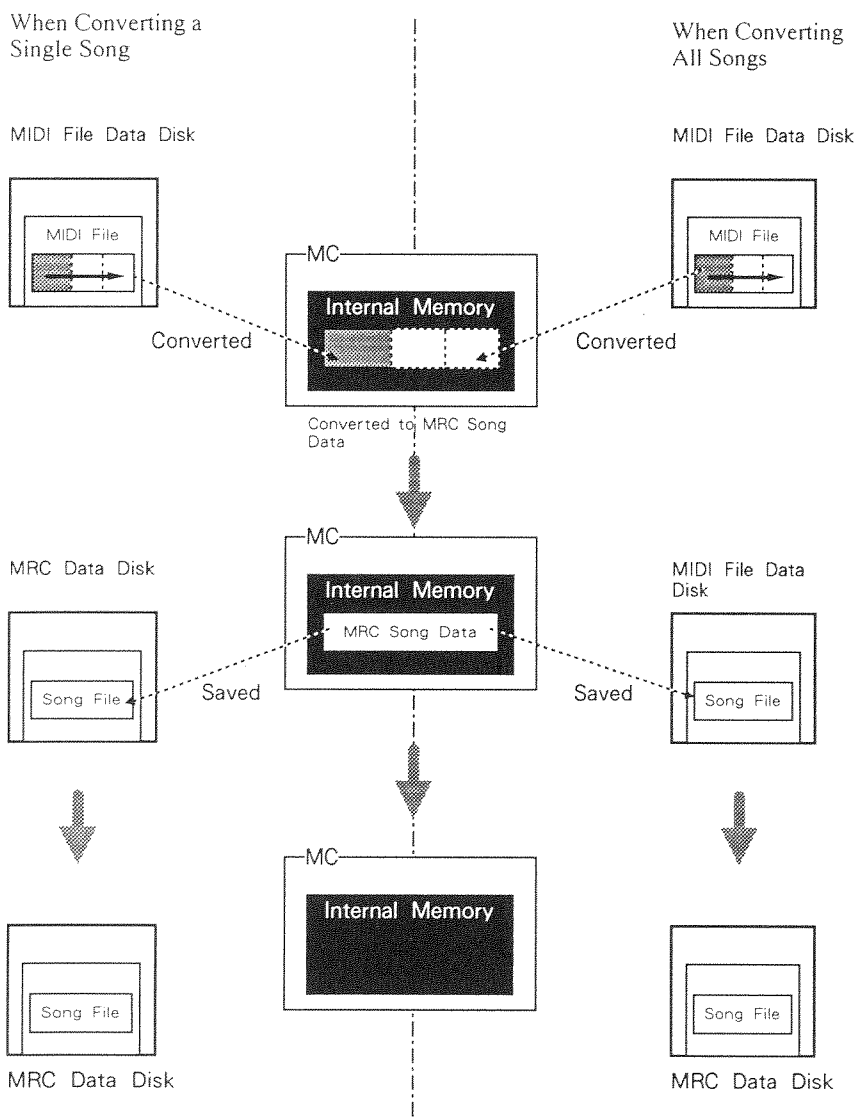 When Converting a
Single Song
When Converting
All Songs
MIDI File Data Disk
MIDI File Data Disk
MIDI File
MIDI File
MC
Internal Memory
Converted
Converted
Converted to MRC Song
Data
MC
MRC Data Disk
MIDI File Data
Disk
Internal Memory
MRC Song Data
Song File
Saved
Saved
Song File
MC
Internal Memory
Song File
Song File
MRC Data Disk
MRC Data Disk